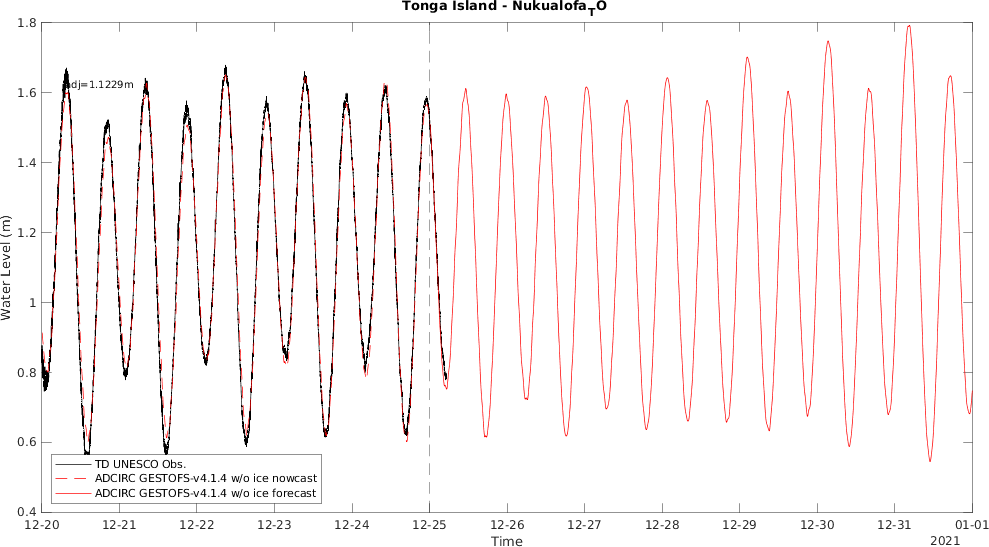 Tonga Island - NukualofaTO
1.8
adj=1.1229m
1.6
1.4
1.2
Water Level (m)
1
0.8
0.6
TD UNESCO Obs.
ADCIRC GESTOFS-v4.1.4 w/o ice nowcast
ADCIRC GESTOFS-v4.1.4 w/o ice forecast
0.4
12-20 12-21 12-22 12-23 12-24 12-25 12-26 12-27 12-28 12-29 12-30 12-31 01-01
Time
2021